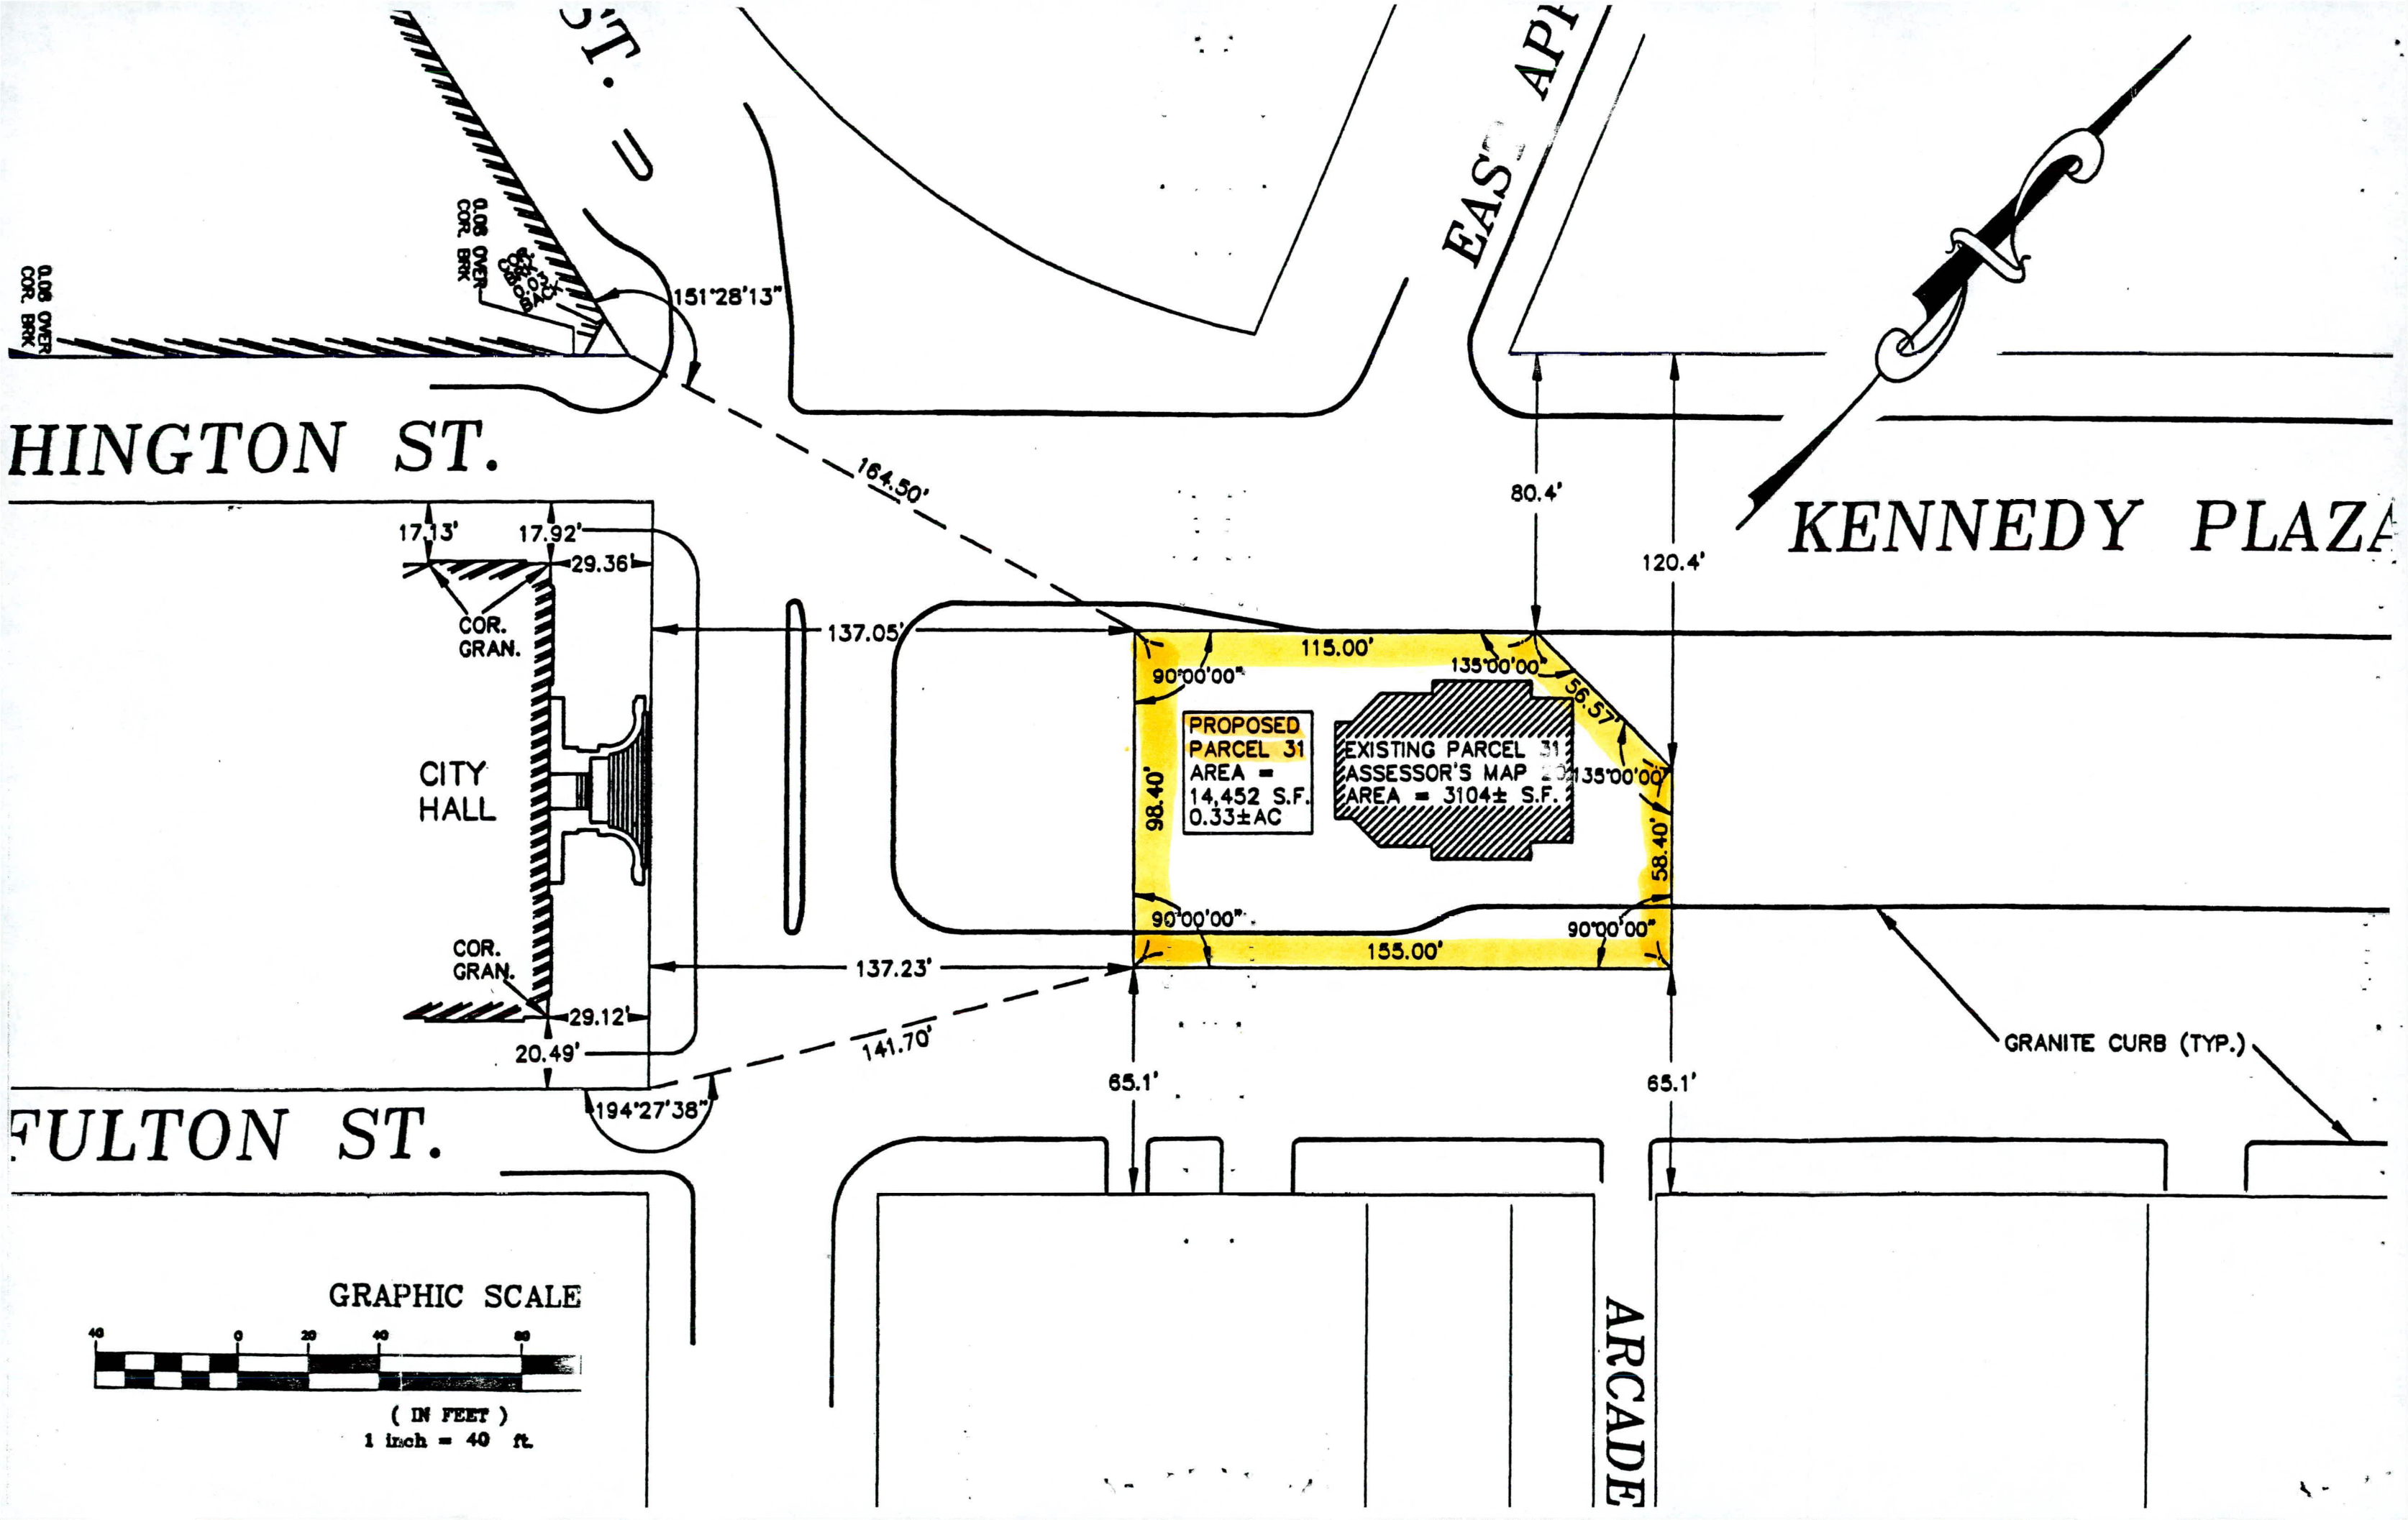 ST.
EAST APP
0.08 OVER
COR. BRK
0.08 OVER
COR. BRK
BACK
151°28'13"
HINGTON ST.
164.50'
80.4'
KENNEDY PLAZA
17.13'
17.92'
29.36'
120.4'
COR.
GRAN.
137.05'
115.00'
135°00'00"
90°00'00"
56.57'
PROPOSED
PARCEL 31
AREA =
14,452 S.F.
0.33±AC
EXISTING PARCEL 31
ASSESSOR'S MAP
AREA = 3104± S.F.
135°00'00"
CITY
HALL
98.40'
58.40'
90°00'00"
90°00'00"
COR.
GRAN.
137.23'
155.00'
29.12'
20.49'
141.70'
GRANITE CURB (TYP.)
65.1'
65.1'
194°27'38"
FULTON ST.
GRAPHIC SCALE
40 0 20 40 80
( IN FEET )
1 inch = 40 ft.
ARCADE